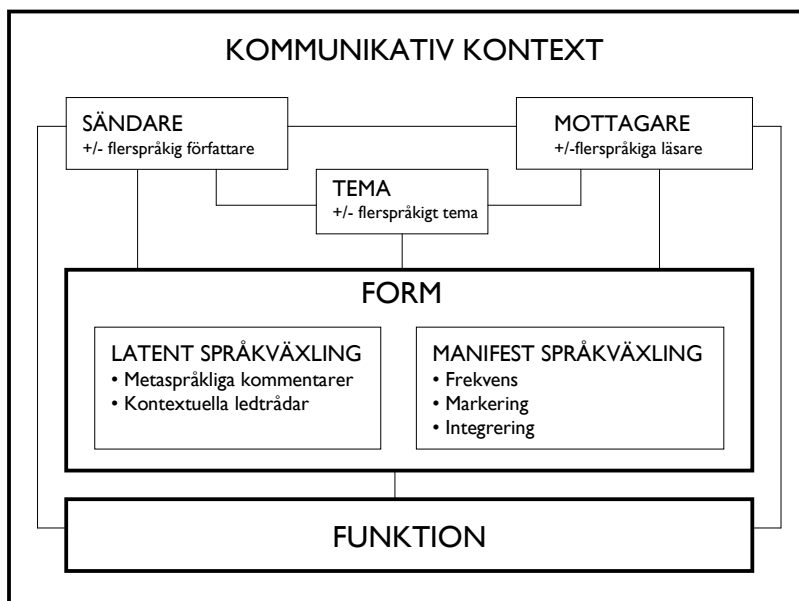 KOMMUNIKATIV KONTEXT
SÄNDARE
+/- flerspråkig författare
MOTTAGARE
+/-flerspråkiga läsare
TEMA
+/- flerspråkigt tema
FORM
LATENT SPRÅKVÄXLING
• Metaspråkliga kommentarer
• Kontextuella ledtrådar
MANIFEST SPRÅKVÄXLING
• Frekvens
• Markering
• Integrering
FUNKTION